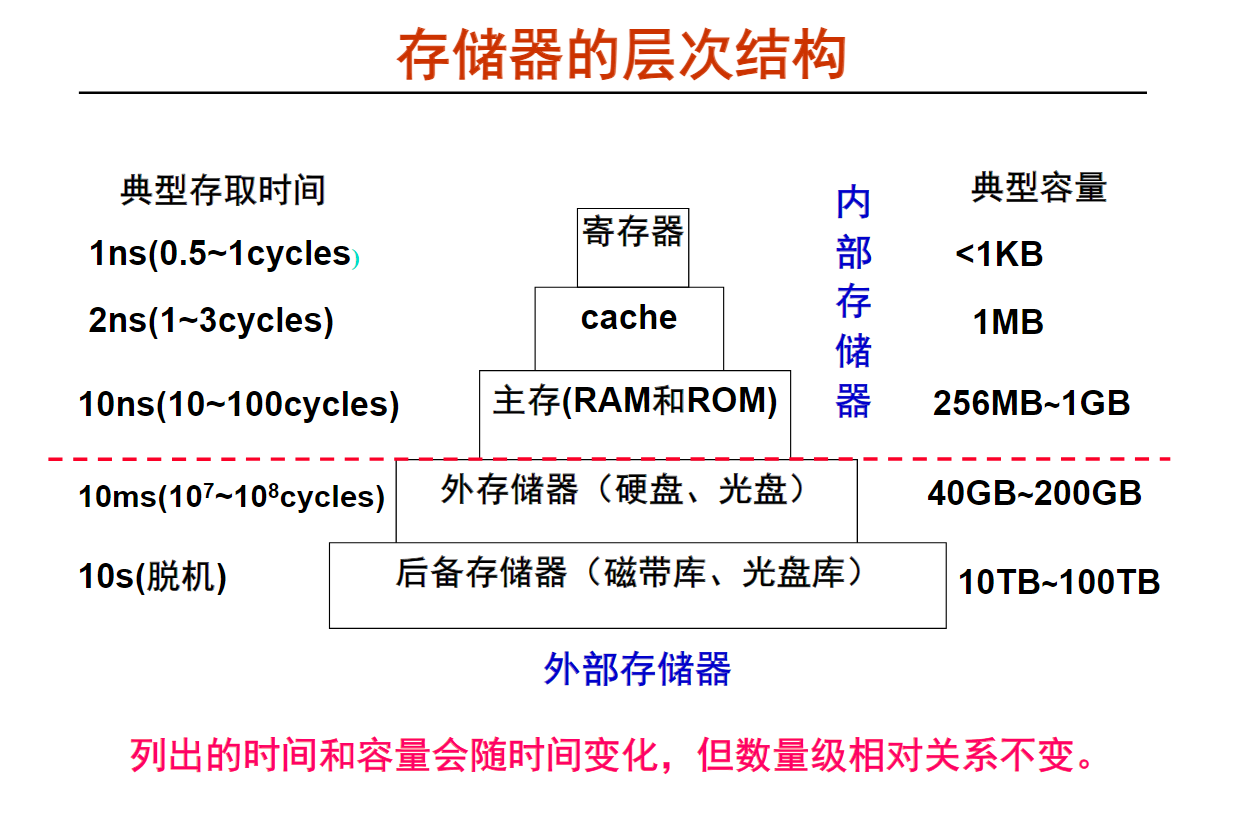 存储器的层次结构
典型存取时间
内部存储器
典型容量
寄存器
1ns(0.5~1cycles)
<1KB
cache
2ns(1~3cycles)
1MB
主存(RAM和ROM)
10ns(10~100cycles)
256MB~1GB
外存储器（硬盘、光盘）
10ms(10⁷~10⁸cycles)
40GB~200GB
后备存储器（磁带库、光盘库）
10s(脱机)
10TB~100TB
外部存储器
列出的时间和容量会随时间变化，但数量级相对关系不变。